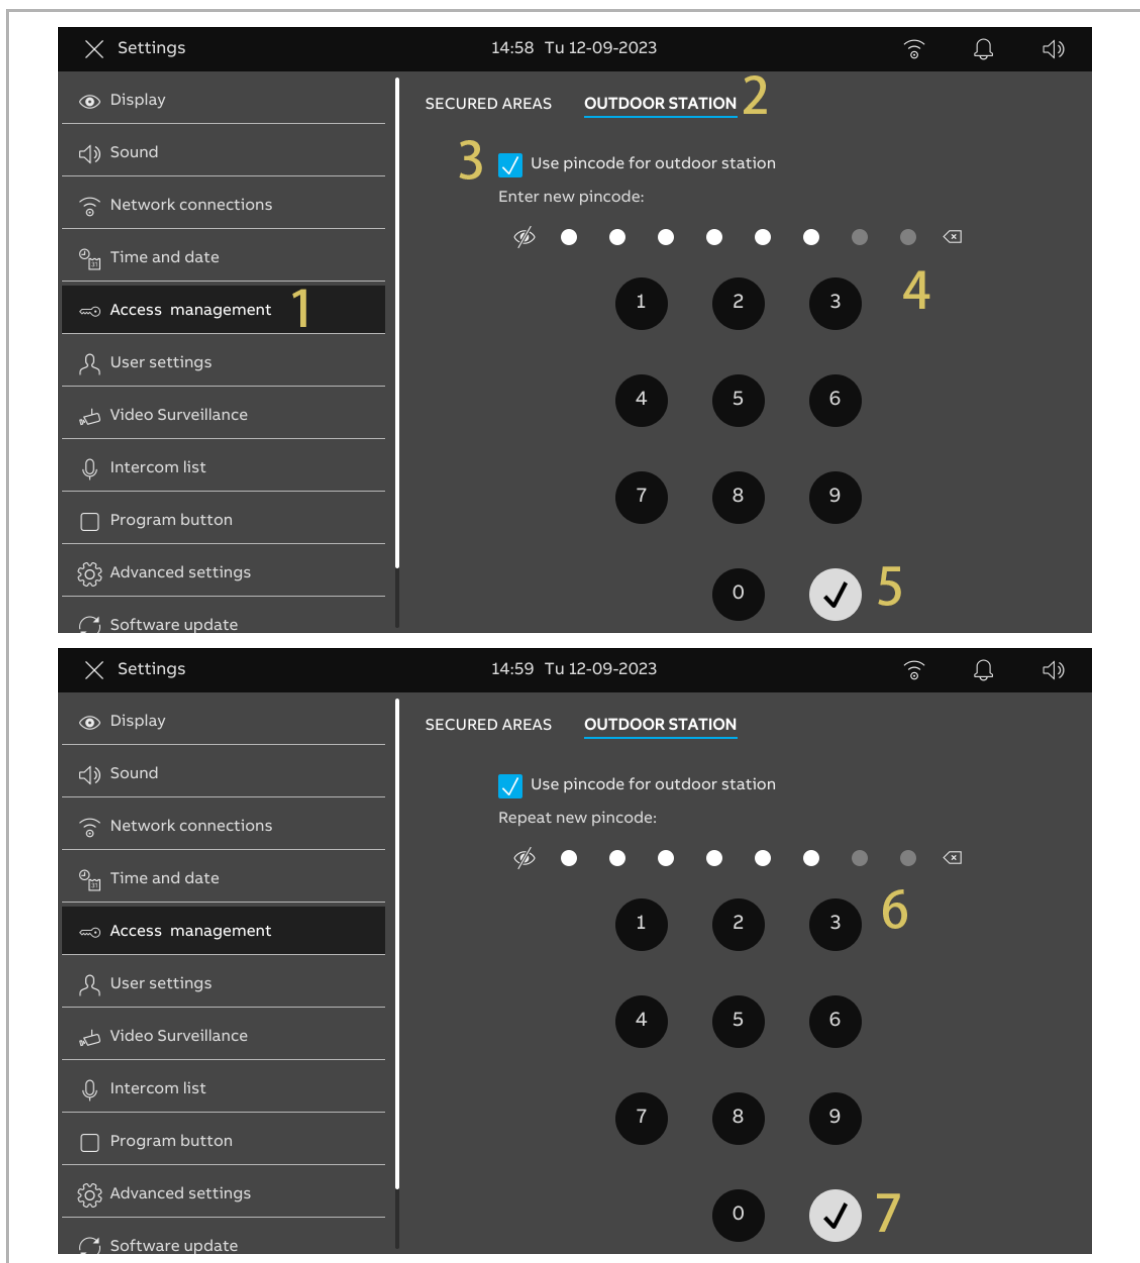 Settings 14:58 Tu 12-09-2023
Display
SECURED AREAS OUTDOOR STATION 2
Sound
3 Use pincode for outdoor station
Network connections
Enter new pincode:
Time and date
31
Access management 1
1 2 3 4
User settings
Video Surveillance
4 5 6
Intercom list
Program button
7 8 9
Advanced settings
0 5
Software update
Settings 14:59 Tu 12-09-2023
Display
SECURED AREAS OUTDOOR STATION
Sound
Use pincode for outdoor station
Network connections
Repeat new pincode:
Time and date
31
Access management
1 2 3 6
User settings
Video Surveillance
4 5 6
Intercom list
Program button
7 8 9
Advanced settings
0 7
Software update